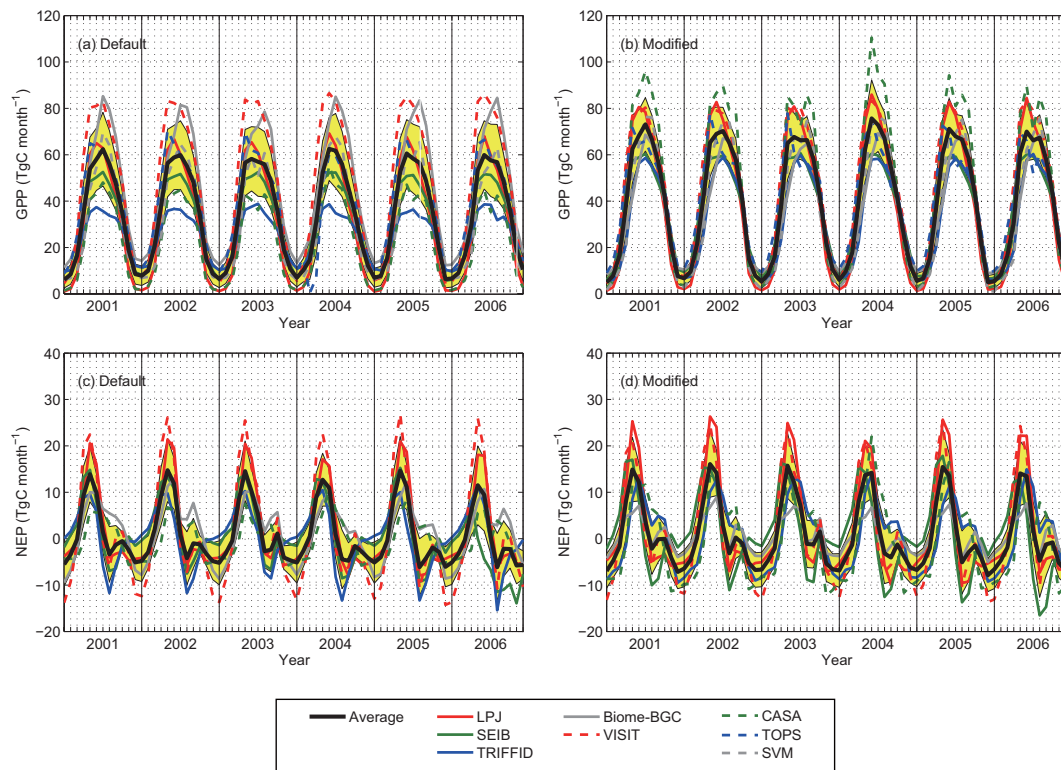 (a) Default
(b) Modified
120
100
80
60
40
20
0
GPP (TgC month⁻¹)
2001 2002 2003 2004 2005 2006
Year
120
100
80
60
40
20
0
GPP (TgC month⁻¹)
2001 2002 2003 2004 2005 2006
Year
(c) Default
(d) Modified
40
30
20
10
0
−10
−20
NEP (TgC month⁻¹)
2001 2002 2003 2004 2005 2006
Year
40
30
20
10
0
−10
−20
NEP (TgC month⁻¹)
2001 2002 2003 2004 2005 2006
Year
Average LPJ Biome-BGC CASA
SEIB VISIT TOPS
TRIFFID SVM